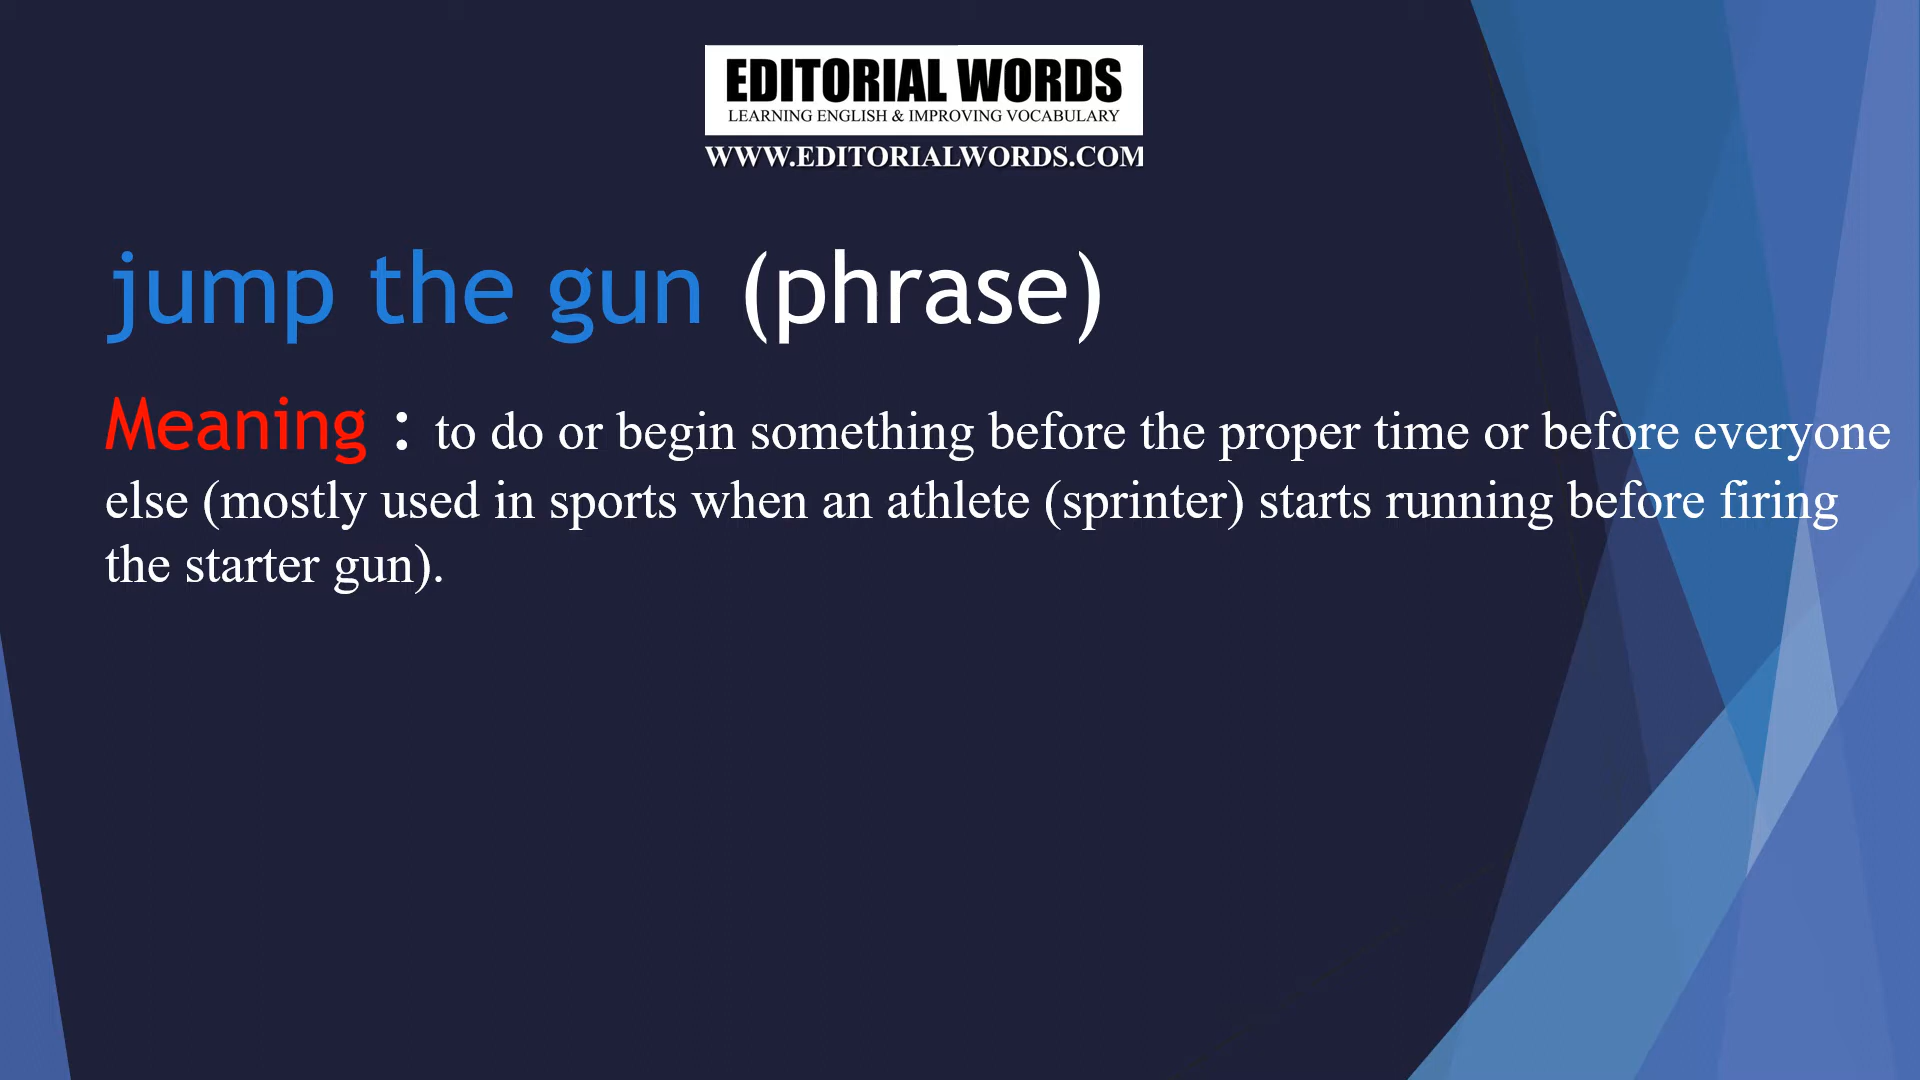 EDITORIAL WORDS
LEARNING ENGLISH & IMPROVING VOCABULARY
WWW.EDITORIALWORDS.COM
jump the gun (phrase)
Meaning : to do or begin something before the proper time or before everyone
else (mostly used in sports when an athlete (sprinter) starts running before firing
the starter gun).